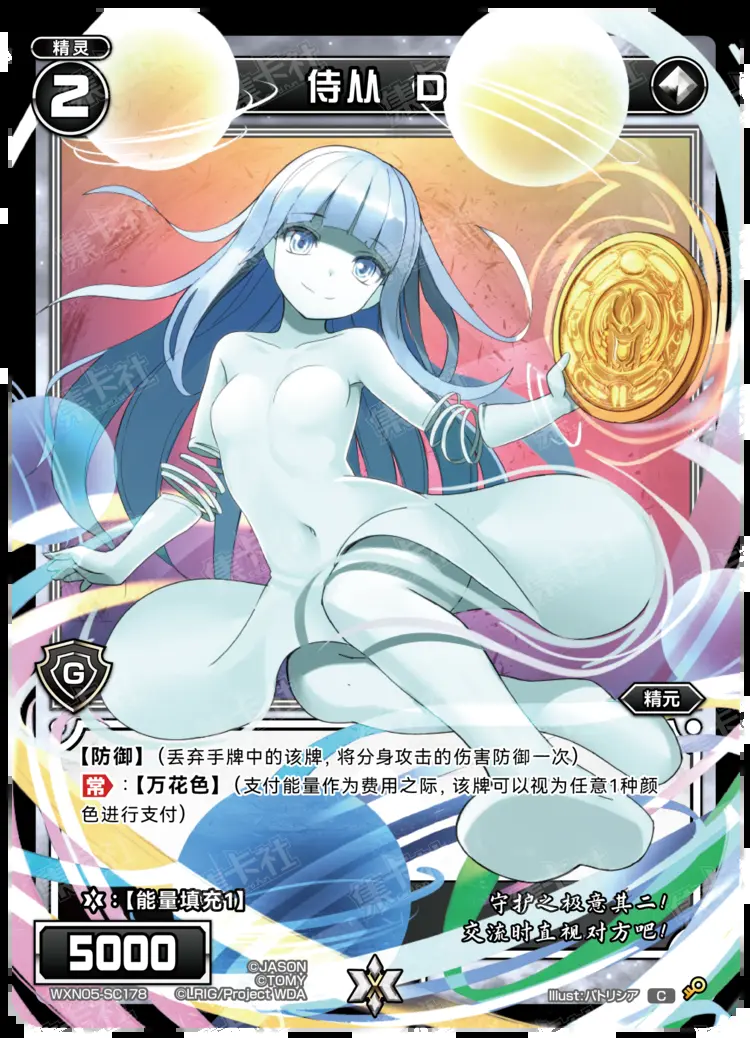 精灵
2
侍从 D
G
精元
【防御】(丢弃手牌中的该牌, 将分身攻击的伤害防御一次)
常:【万花色】(支付能量作为费用之际, 该牌可以视为任意1种颜
色进行支付)
:【能量填充1】
守护之极意其二!
交流时直视对方吧!
5000
©JASON
©TOMY
WXN05-SC178 ©LRIG/Project WDA
Illust:パトリシア C
集卡社